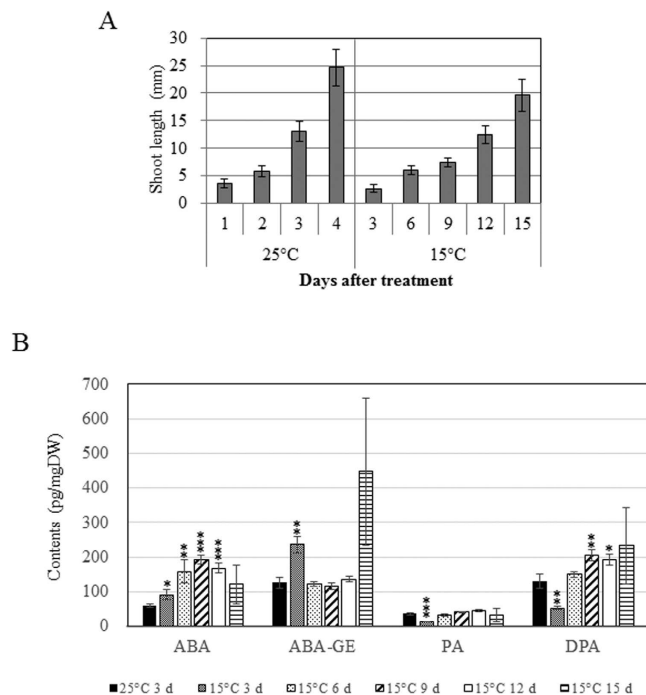 A
30
25
20
15
10
5
0
Shoot length (mm)
1 2 3 4 3 6 9 12 15
25°C 15°C
Days after treatment
B
700
600
500
400
300
200
100
0
Contents (pg/mgDW)
* ** *** *** ** *** ** ** *
ABA ABA-GE PA DPA
25°C 3 d 15°C 3 d 15°C 6 d 15°C 9 d 15°C 12 d 15°C 15 d